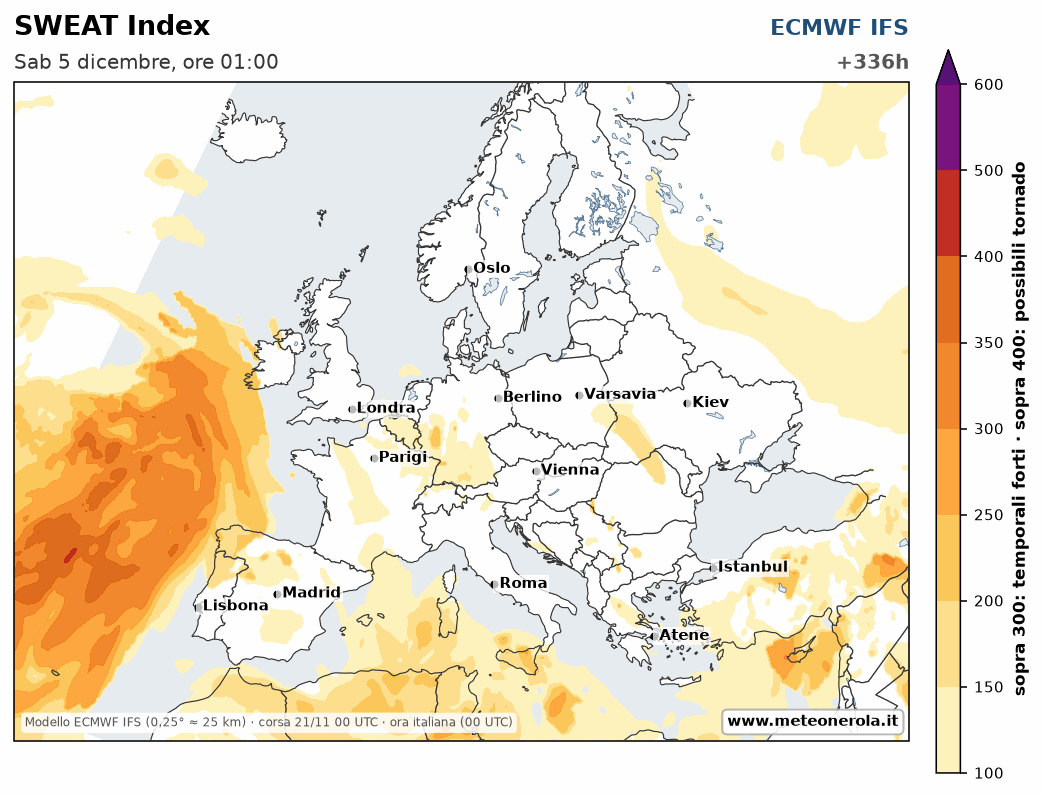 SWEAT Index
ECMWF IFS
Sab 5 dicembre, ore 01:00
+336h
Oslo
Londra
Berlino
Varsavia
Kiev
Parigi
Vienna
Istanbul
Roma
Madrid
Lisbona
Atene
Modello ECMWF IFS (0,25° ≈ 25 km) · corsa 21/11 00 UTC · ora italiana (00 UTC)
www.meteonerola.it
600
500
400
350
300
250
200
150
100
sopra 300: temporali forti · sopra 400: possibili tornado